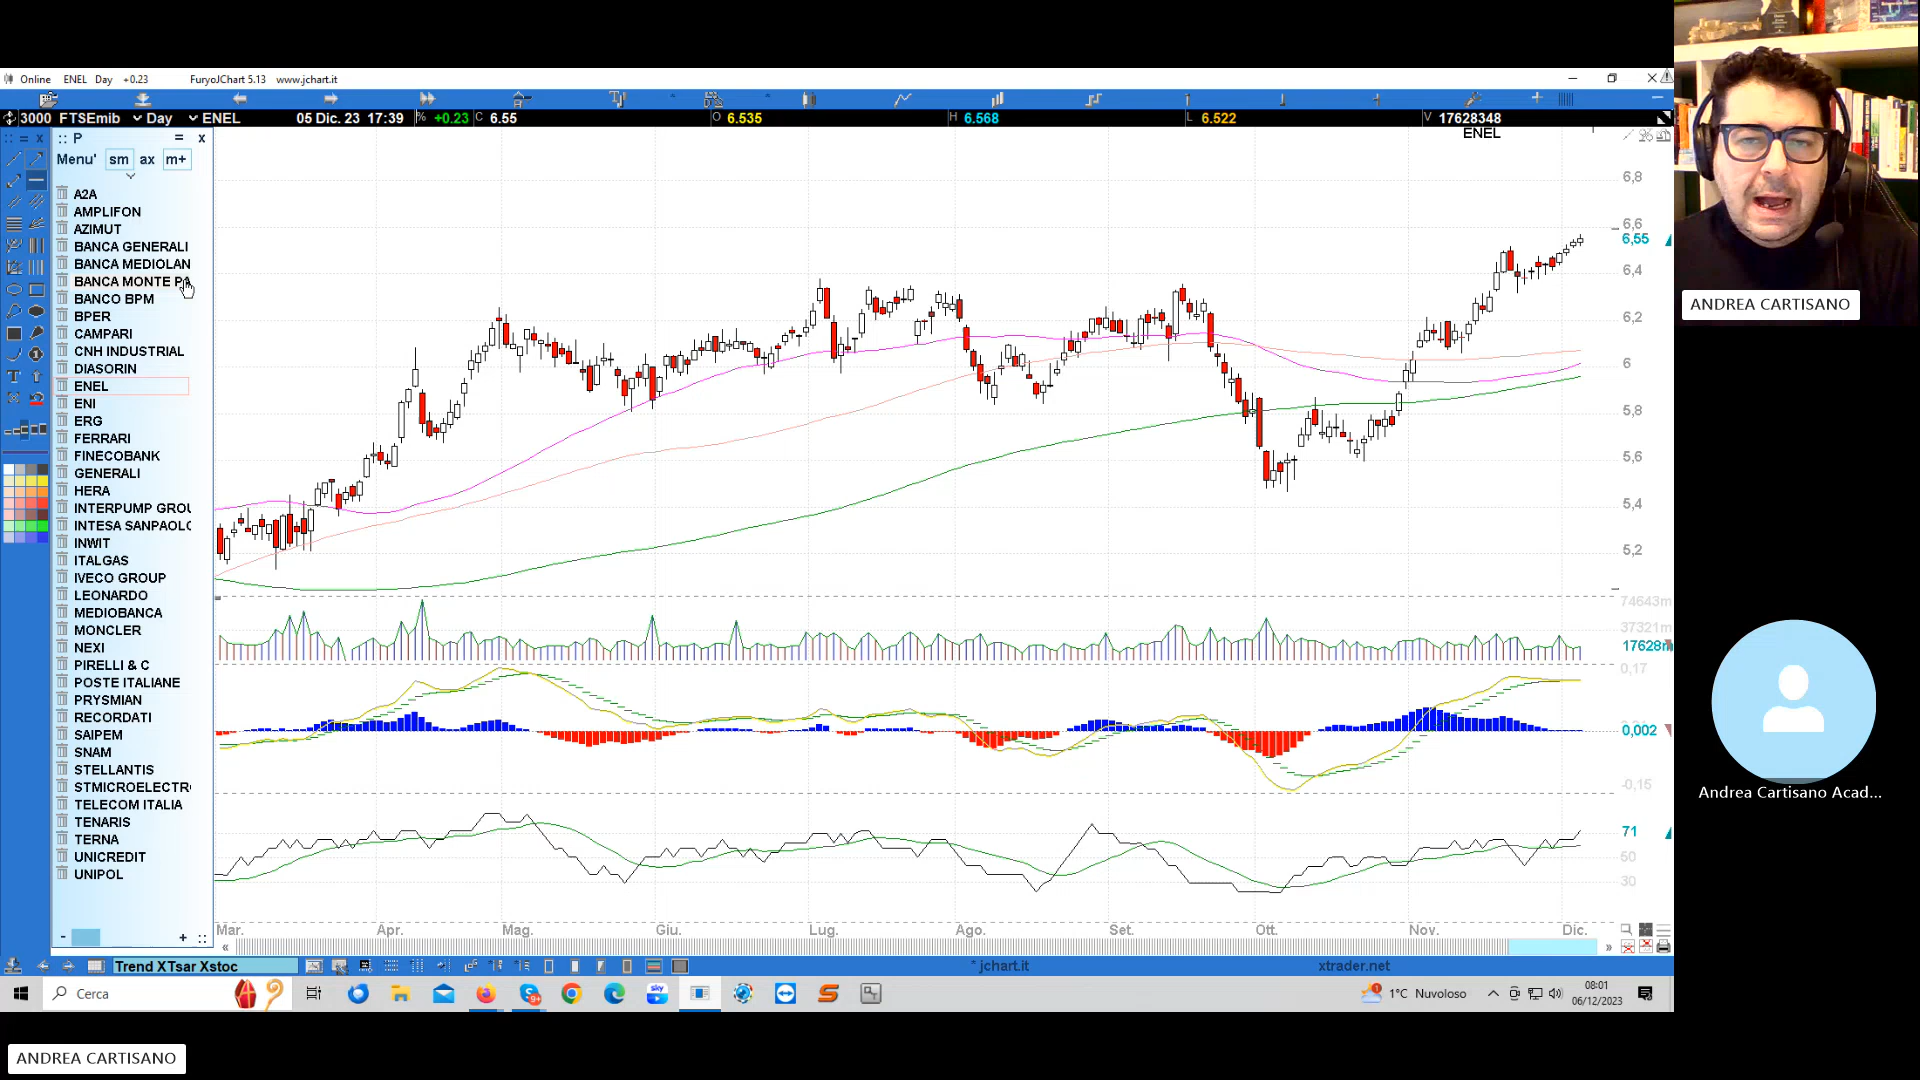 Online ENEL Day +0.23 FuryoJChart 5.13 www.jchart.it
3000 FTSEmib Day ENEL 05 Dic. 23 17:39 % +0.23 C 6.55 O 6.535 H 6.568 L 6.522 V 17628348
ENEL
P = x
Menu' sm ax m+
A2A
AMPLIFON
AZIMUT
BANCA GENERALI
BANCA MEDIOLAN
BANCA MONTE PA
BANCO BPM
BPER
CAMPARI
CNH INDUSTRIAL
DIASORIN
ENEL
ENI
ERG
FERRARI
FINECOBANK
GENERALI
HERA
INTERPUMP GROU
INTESA SANPAOLO
INWIT
ITALGAS
IVECO GROUP
LEONARDO
MEDIOBANCA
MONCLER
NEXI
PIRELLI & C
POSTE ITALIANE
PRYSMIAN
RECORDATI
SAIPEM
SNAM
STELLANTIS
STMICROELECTR
TELECOM ITALIA
TENARIS
TERNA
UNICREDIT
UNIPOL
6,8
6,6
6,55
6,4
6,2
6
5,8
5,6
5,4
5,2
74643m
37321m
17628m
0,17
0,002
-0,15
71
50
30
Mar. Apr. Mag. Giu. Lug. Ago. Set. Ott. Nov. Dic.
Trend XTsar Xstoc
* jchart.it
xtrader.net
Cerca
sky
1°C Nuvoloso
08:01
06/12/2023
ANDREA CARTISANO
Andrea Cartisano Acad...
ANDREA CARTISANO